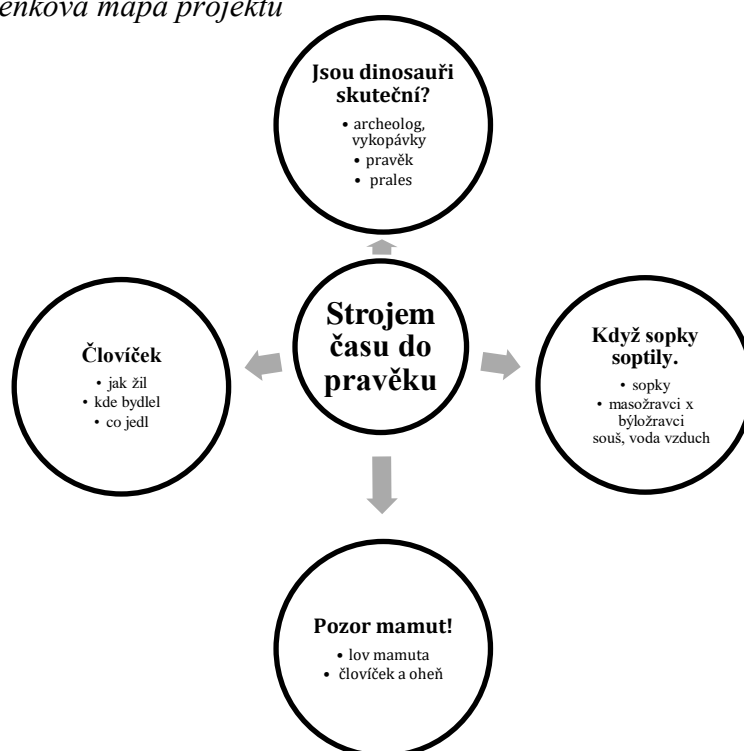 enková mapa projektu
Jsou dinosauři
skuteční?
• archeolog,
vykopávky
• pravěk
• prales
Strojem
času do
pravěku
Človíček
• jak žil
• kde bydlel
• co jedl
Když sopky
soptily.
• sopky
• masožravci x
býložravci
souš, voda vzduch
Pozor mamut!
• lov mamuta
• človíček a oheň